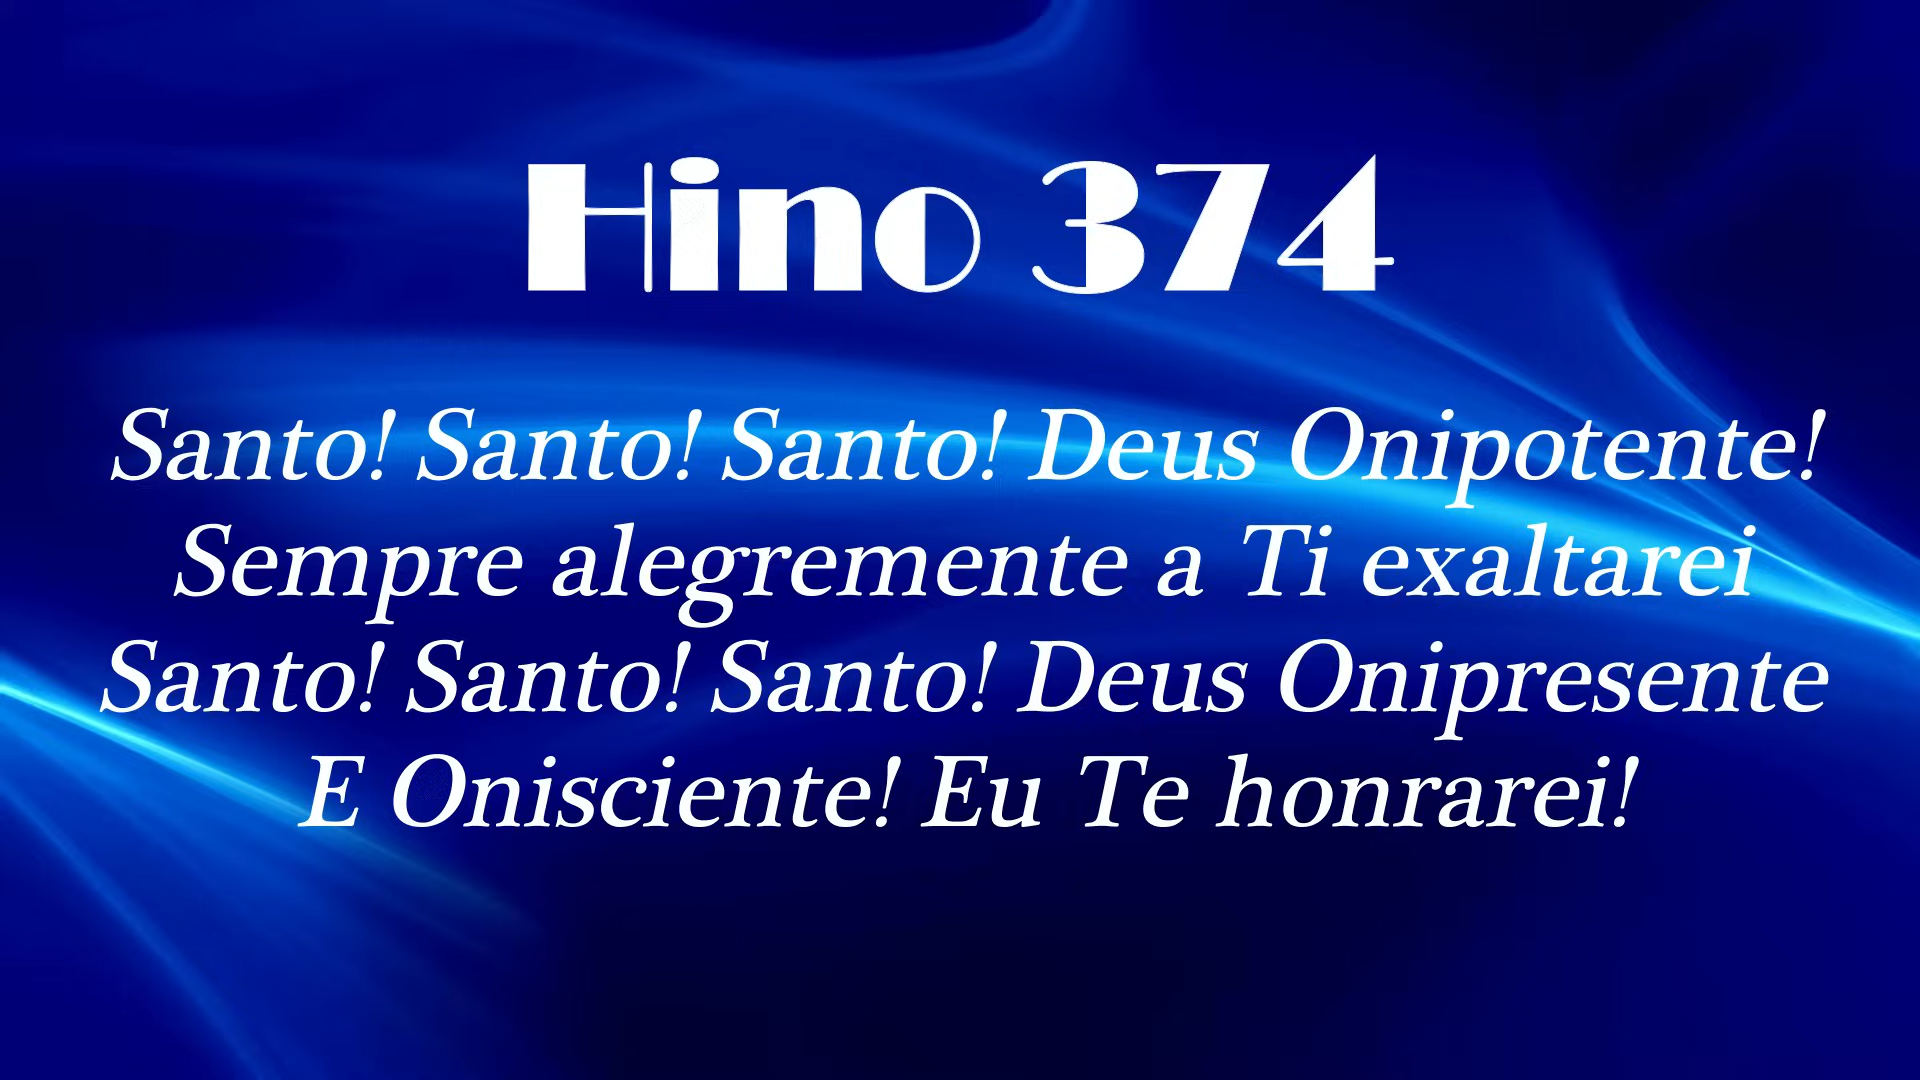 Hino 374
Santo! Santo! Santo! Deus Onipotente!
Sempre alegremente a Ti exaltarei
Santo! Santo! Santo! Deus Onipresente
E Onisciente! Eu Te honrarei!